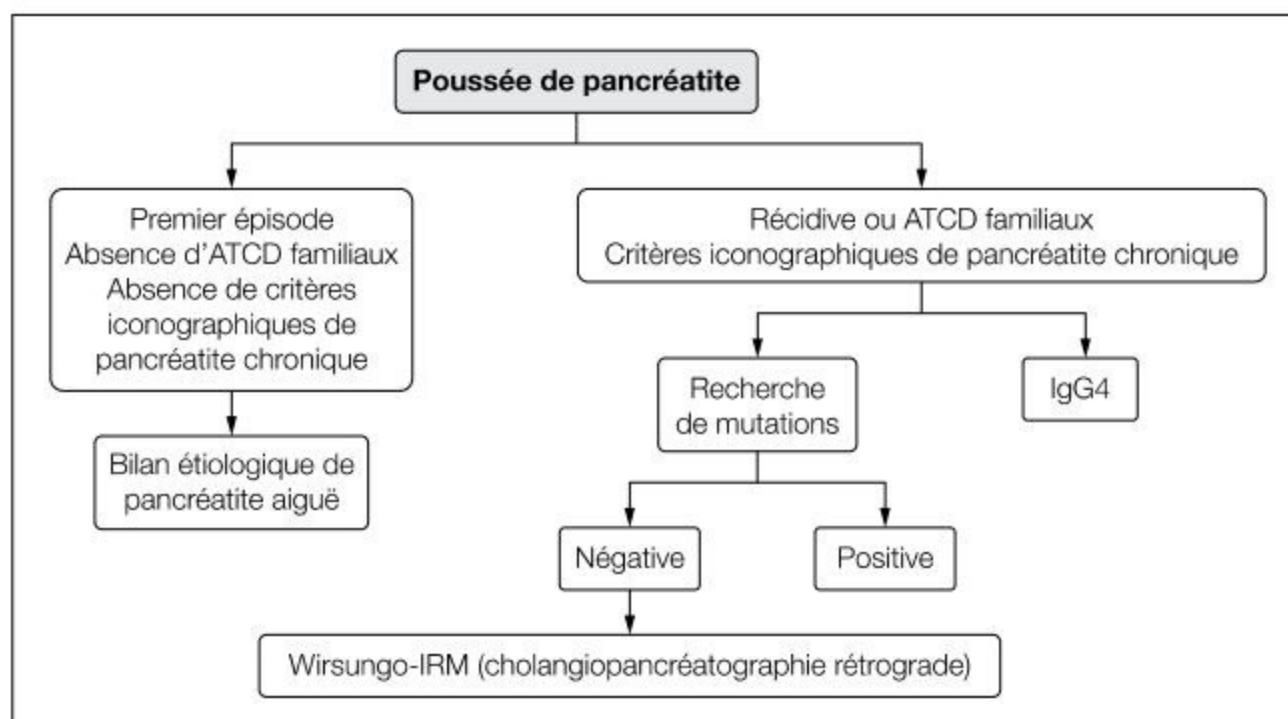 Poussée de pancréatite
Premier épisode
Absence d'ATCD familiaux
Absence de critères
iconographiques de
pancréatite chronique
Récidive ou ATCD familiaux
Critères iconographiques de pancréatite chronique
Bilan étiologique de
pancréatite aiguë
Recherche
de mutations
IgG4
Négative
Positive
Wirsungo-IRM (cholangiopancréatographie rétrograde)